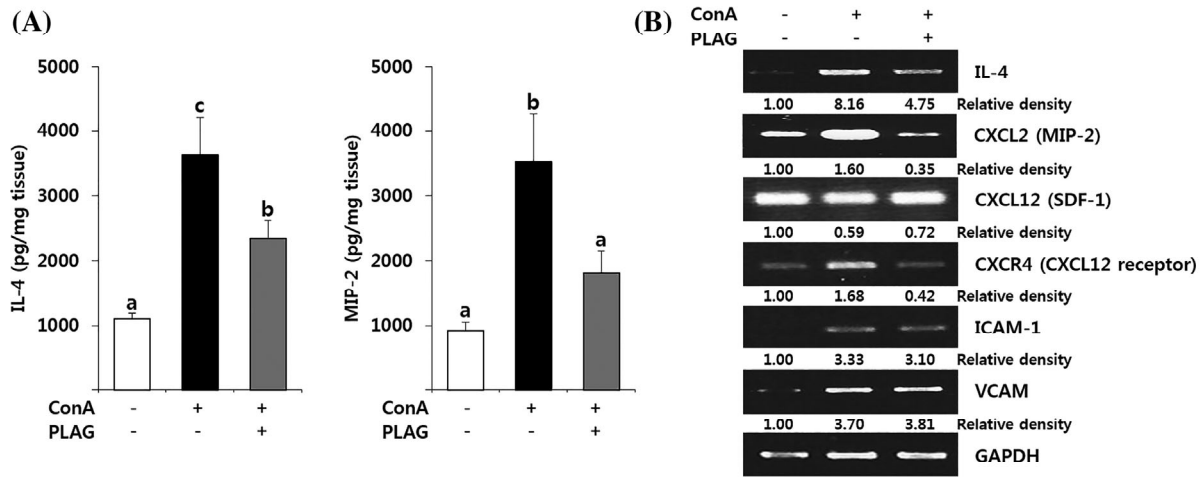 (A)
IL-4 (pg/mg tissue)
5000
4000
3000
2000
1000
a
c
b
ConA - + +
PLAG - - +
MIP-2 (pg/mg tissue)
5000
4000
3000
2000
1000
a
b
a
ConA - + +
PLAG - - +
(B)
ConA - + +
PLAG - - +
IL-4
1.00 8.16 4.75 Relative density
CXCL2 (MIP-2)
1.00 1.60 0.35 Relative density
CXCL12 (SDF-1)
1.00 0.59 0.72 Relative density
CXCR4 (CXCL12 receptor)
1.00 1.68 0.42 Relative density
ICAM-1
1.00 3.33 3.10 Relative density
VCAM
1.00 3.70 3.81 Relative density
GAPDH